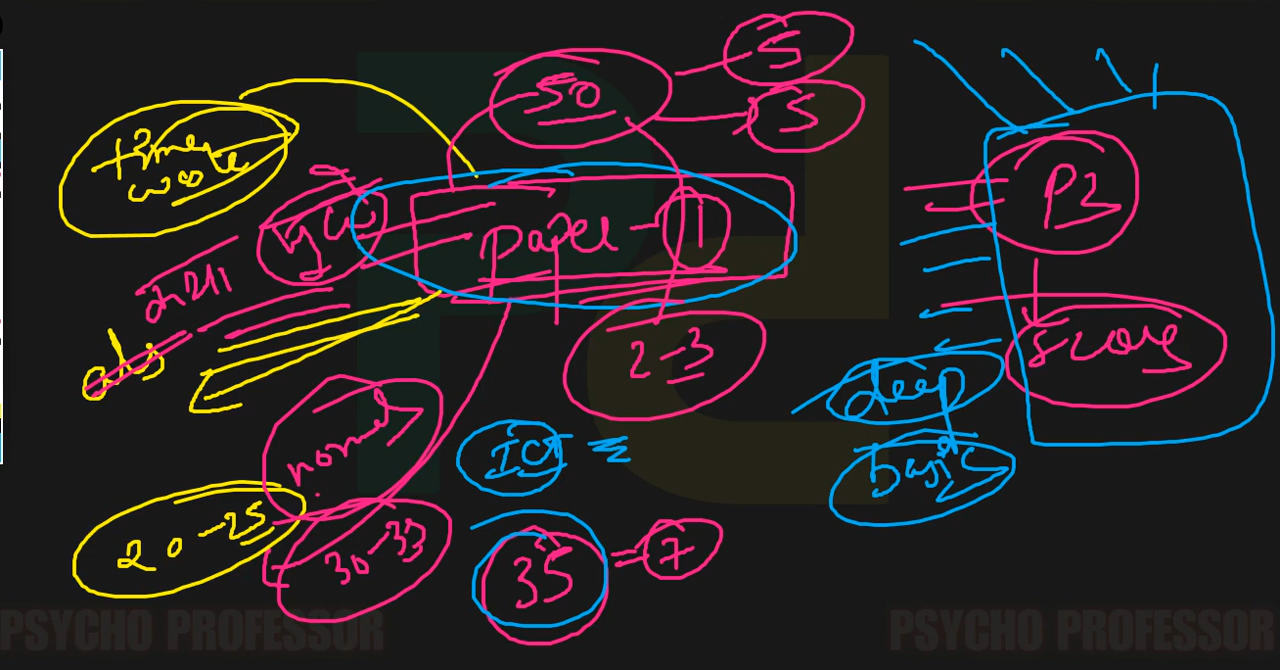 50
5
5
time
waste
P2
paper - 1
score
2-3
deep
normal
ICT
basic
20-25
30-35
35 = 7
PSYCHO PROFESSOR
PSYCHO PROFESSOR